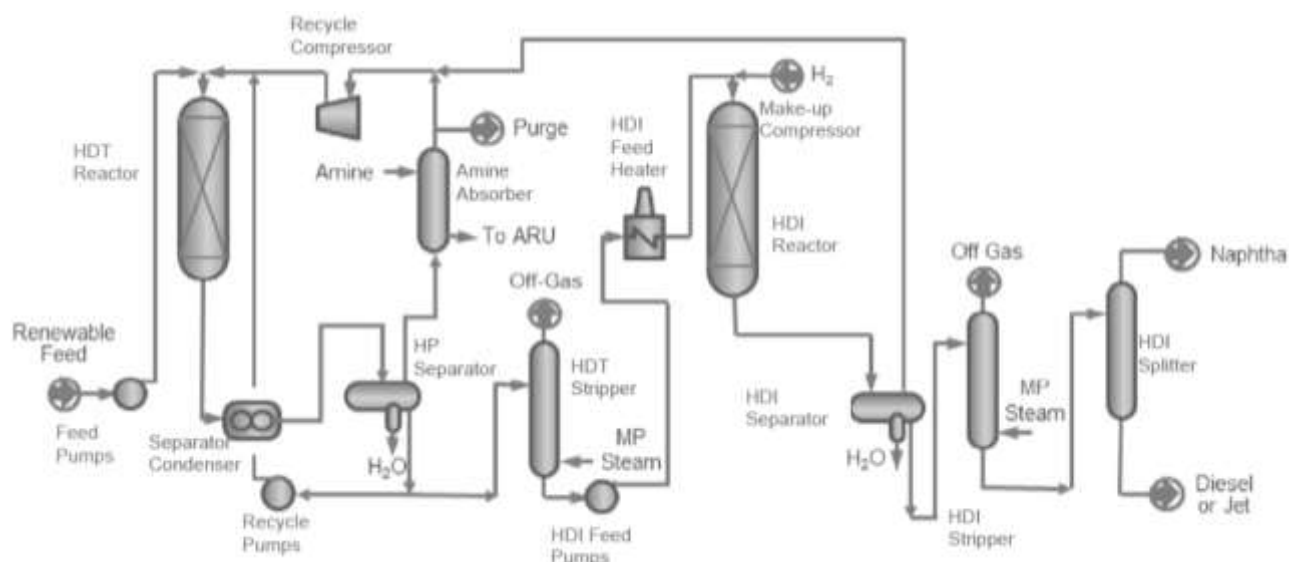 Recycle
Compressor
HDT
Reactor
Purge
Amine
Amine
Absorber
To ARU
HDI
Feed
Heater
H2
Make-up
Compressor
HDI
Reactor
Off-Gas
Off Gas
Naphtha
Renewable
Feed
HP
Separator
HDT
Stripper
HDI
Splitter
HDI
Separator
MP
Steam
Feed
Pumps
Separator
Condenser
H2O
MP
Steam
H2O
Diesel
or Jet
Recycle
Pumps
HDI Feed
Pumps
HDI
Stripper